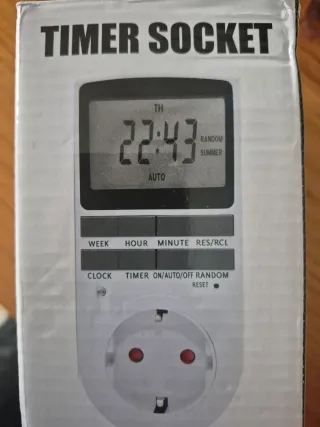 TIMER SOCKET
TH
22:43
RANDOM
SUMMER
AUTO
WEEK HOUR MINUTE RES/RCL
CLOCK TIMER ON/AUTO/OFF RANDOM
RESET